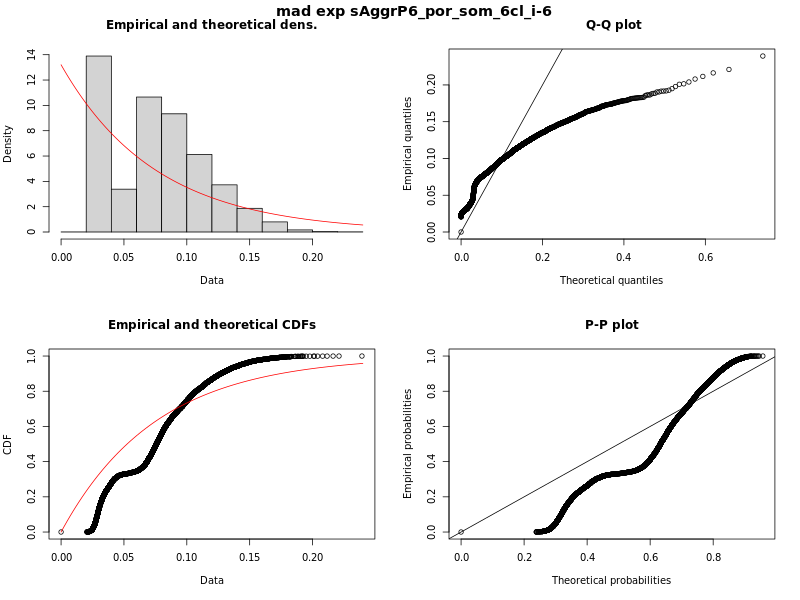 mad exp sAggrP6_por_som_6cl_i-6
Empirical and theoretical dens.
Density
0 2 4 6 8 10 12 14
0.00 0.05 0.10 0.15 0.20
Data
Q-Q plot
Empirical quantiles
0.00 0.05 0.10 0.15 0.20
0.0 0.2 0.4 0.6
Theoretical quantiles
Empirical and theoretical CDFs
CDF
0.0 0.2 0.4 0.6 0.8 1.0
0.00 0.05 0.10 0.15 0.20
Data
P-P plot
Empirical probabilities
0.0 0.2 0.4 0.6 0.8 1.0
0.0 0.2 0.4 0.6 0.8
Theoretical probabilities